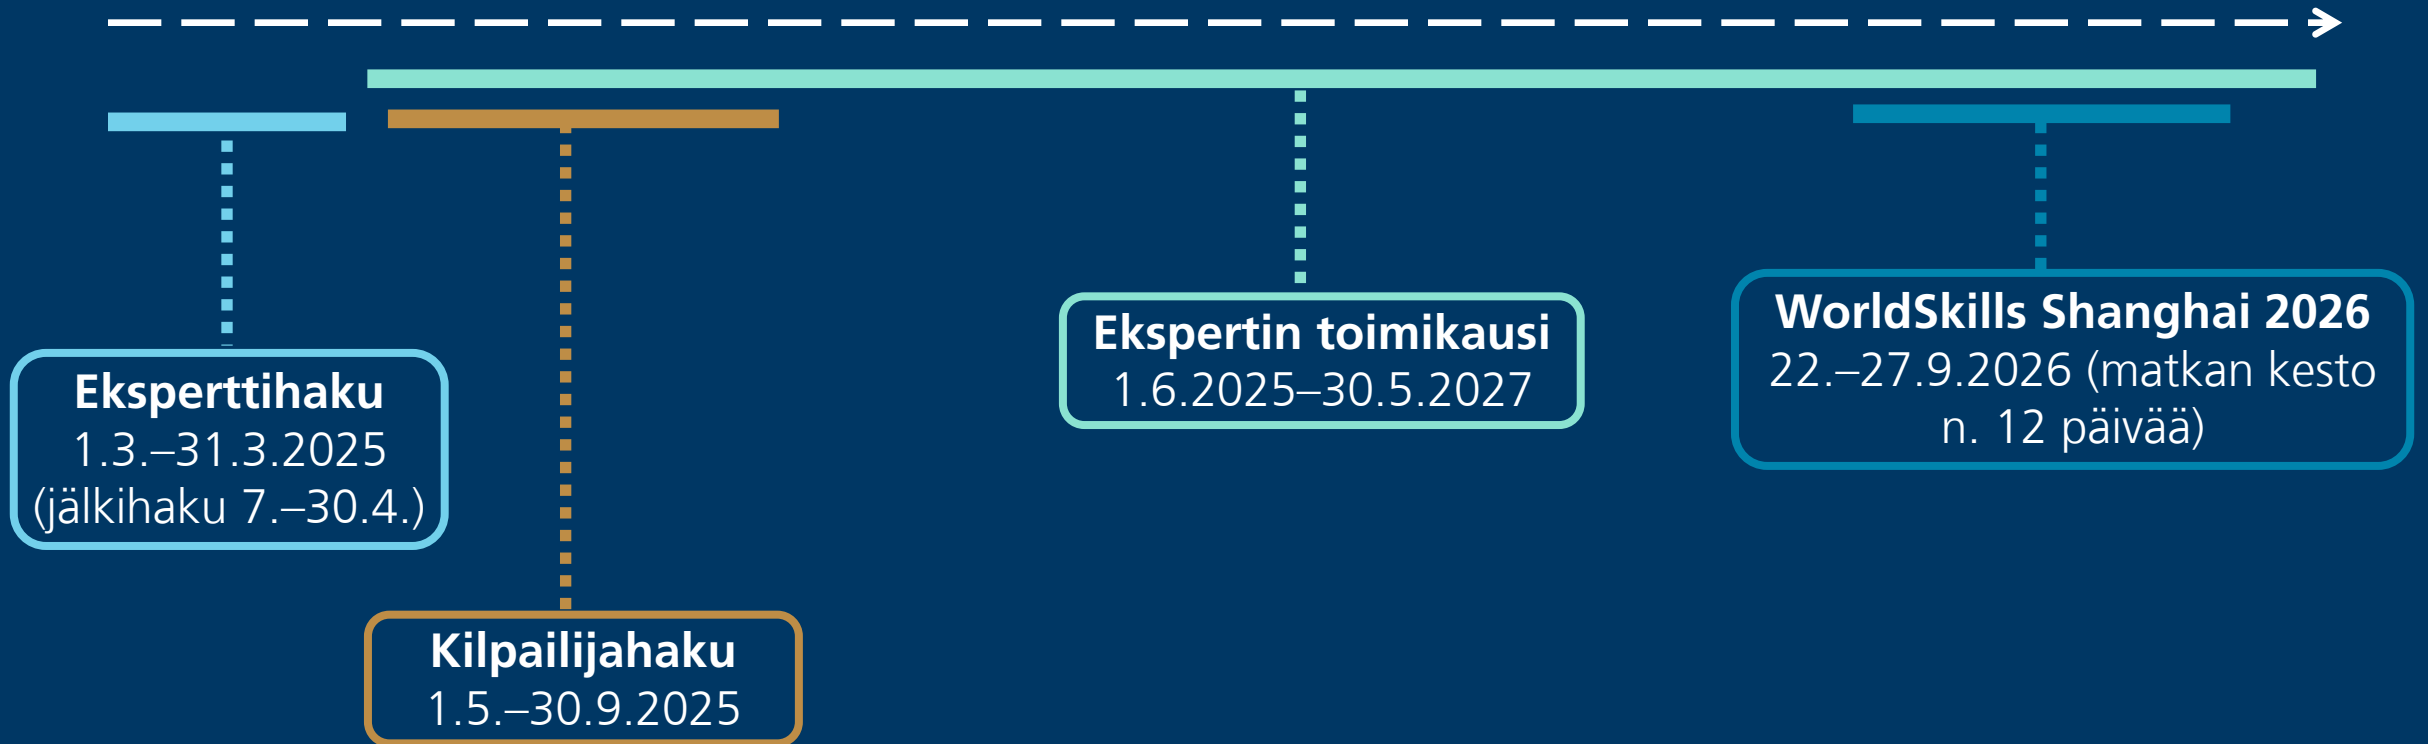 Eksperttihaku
1.3.–31.3.2025
(jälkihaku 7.–30.4.)
Kilpailijahaku
1.5.–30.9.2025
Ekspertin toimikausi
1.6.2025–30.5.2027
WorldSkills Shanghai 2026
22.–27.9.2026 (matkan kesto
n. 12 päivää)